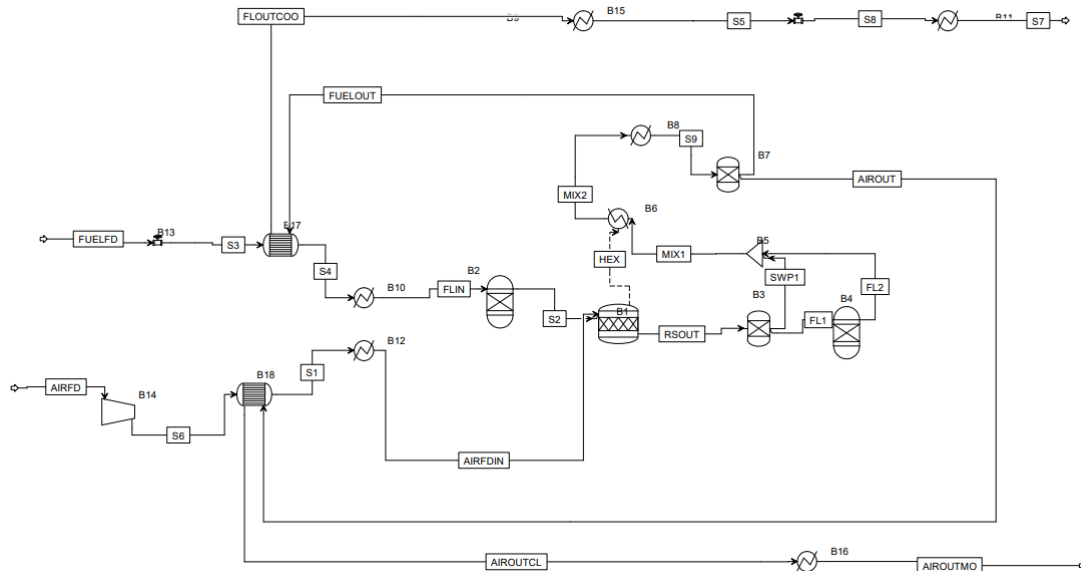 FLOUTCOO
B15
S5
S8
B11
S7
FUELOUT
B8
S9
B7
AIROUT
MIX2
B6
B13
FUELFD
S3
B17
HEX
MIX1
B5
SWP1
S4
B2
B10
FLIN
S2
B1
B3
B4
FL1
FL2
RSOUT
B12
S1
B18
AIRFD
B14
S6
AIRFDIN
AIROUTCL
B16
AIROUTMO